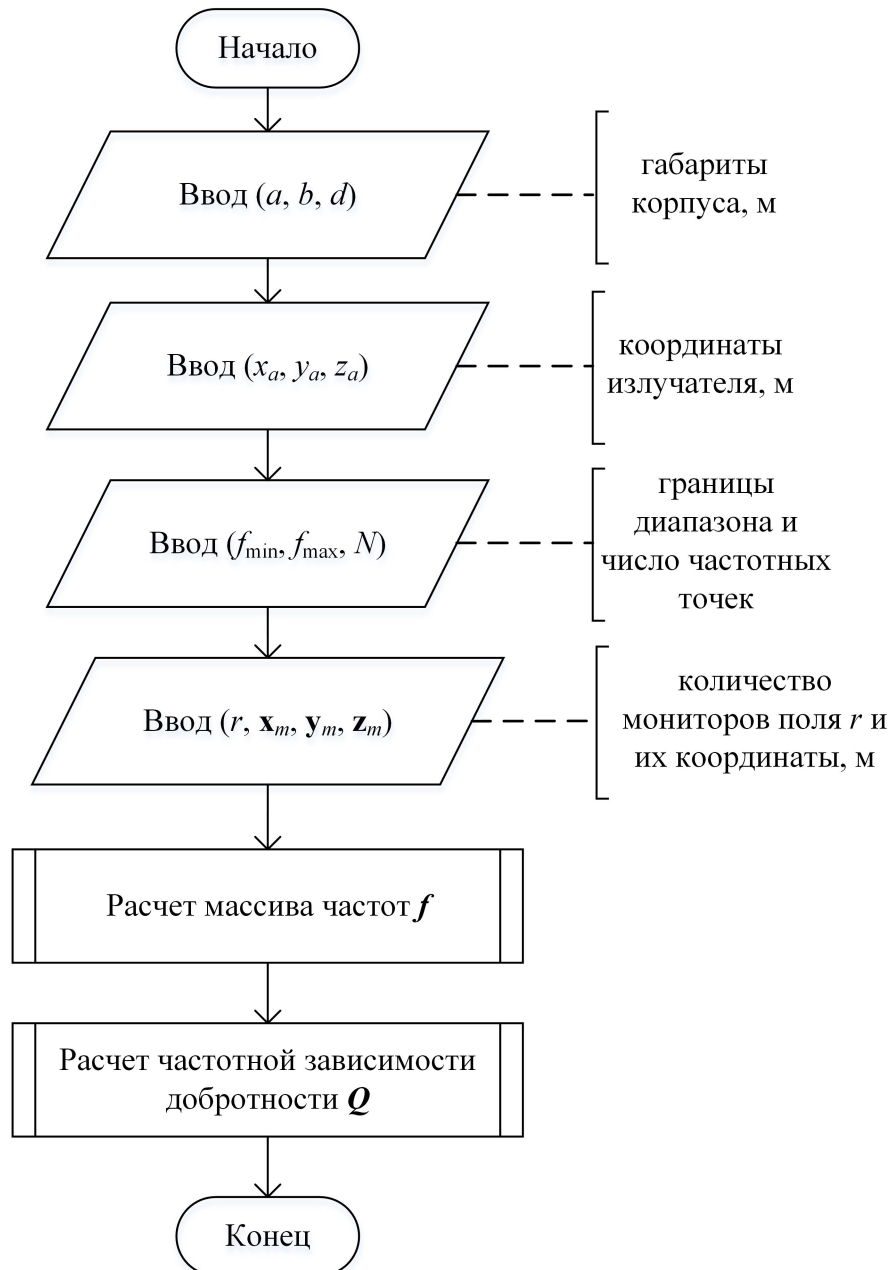 Начало
Ввод (a, b, d)
габариты
корпуса, м
Ввод (xa, ya, za)
координаты
излучателя, м
Ввод (fmin, fmax, N)
границы
диапазона и
число частотных
точек
Ввод (r, xm, ym, zm)
количество
мониторов поля r и
их координаты, м
Расчет массива частот f
Расчет частотной зависимости
добротности Q
Конец